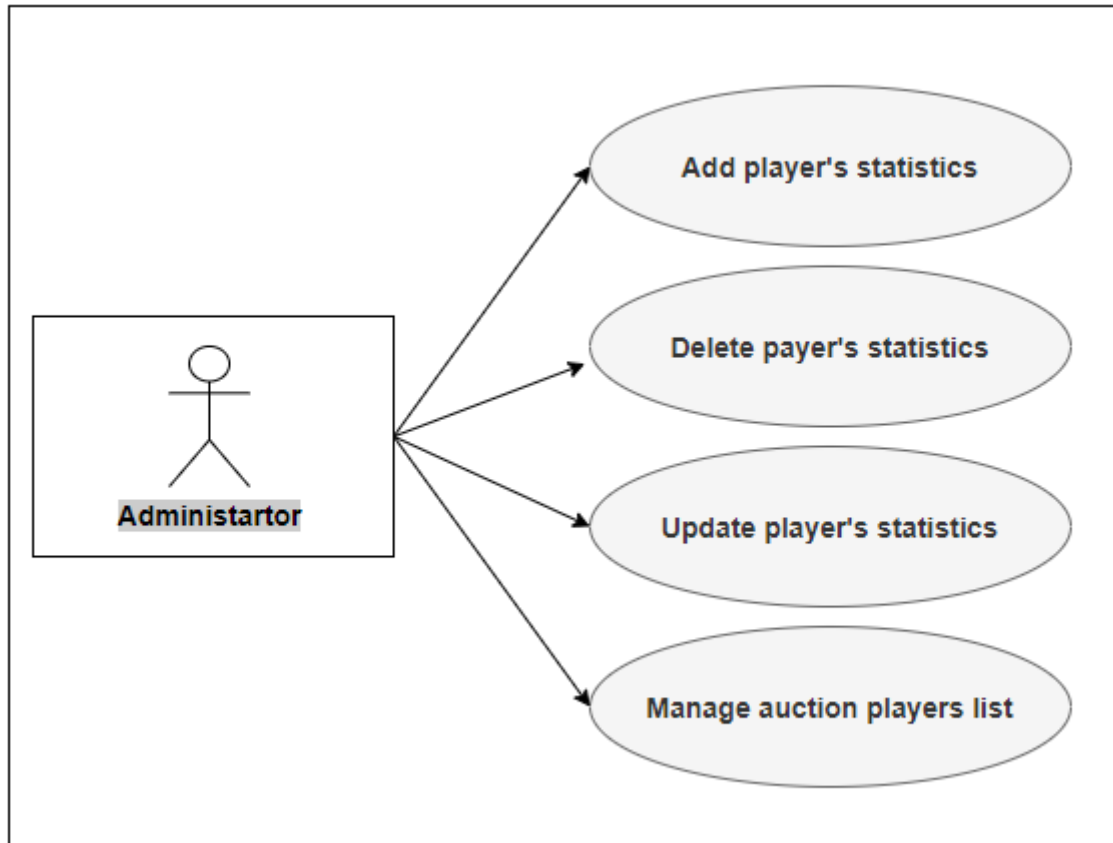 Add player's statistics
Delete payer's statistics
Administartor
Update player's statistics
Manage auction players list